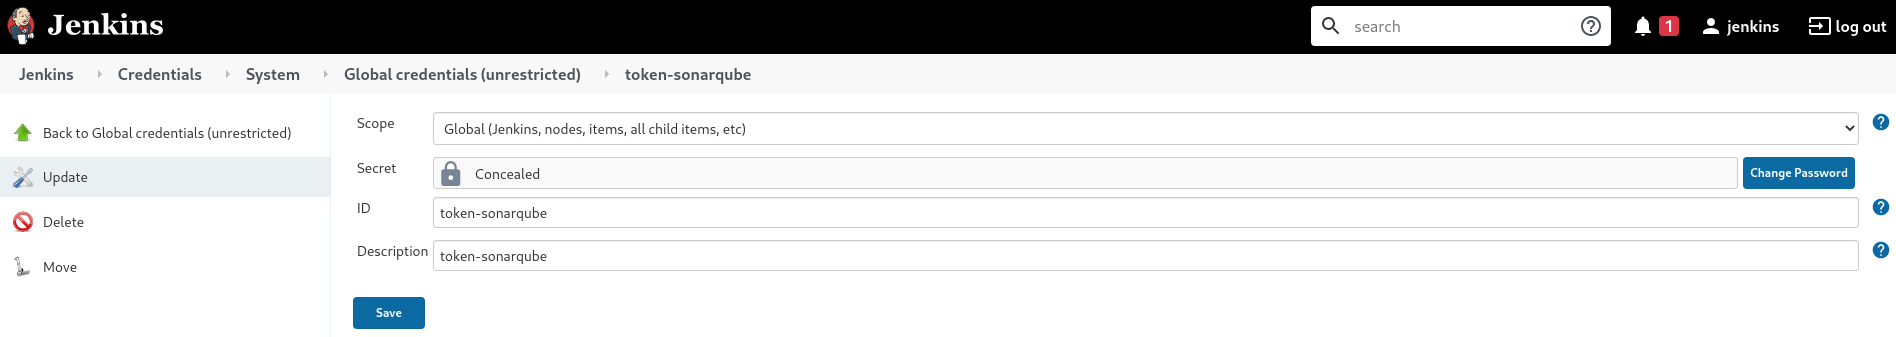 Jenkins
search
1
jenkins
log out
Jenkins Credentials System Global credentials (unrestricted) token-sonarqube
Back to Global credentials (unrestricted)
Update
Delete
Move
Scope Global (Jenkins, nodes, items, all child items, etc)
Secret Concealed Change Password
ID token-sonarqube
Description token-sonarqube
Save